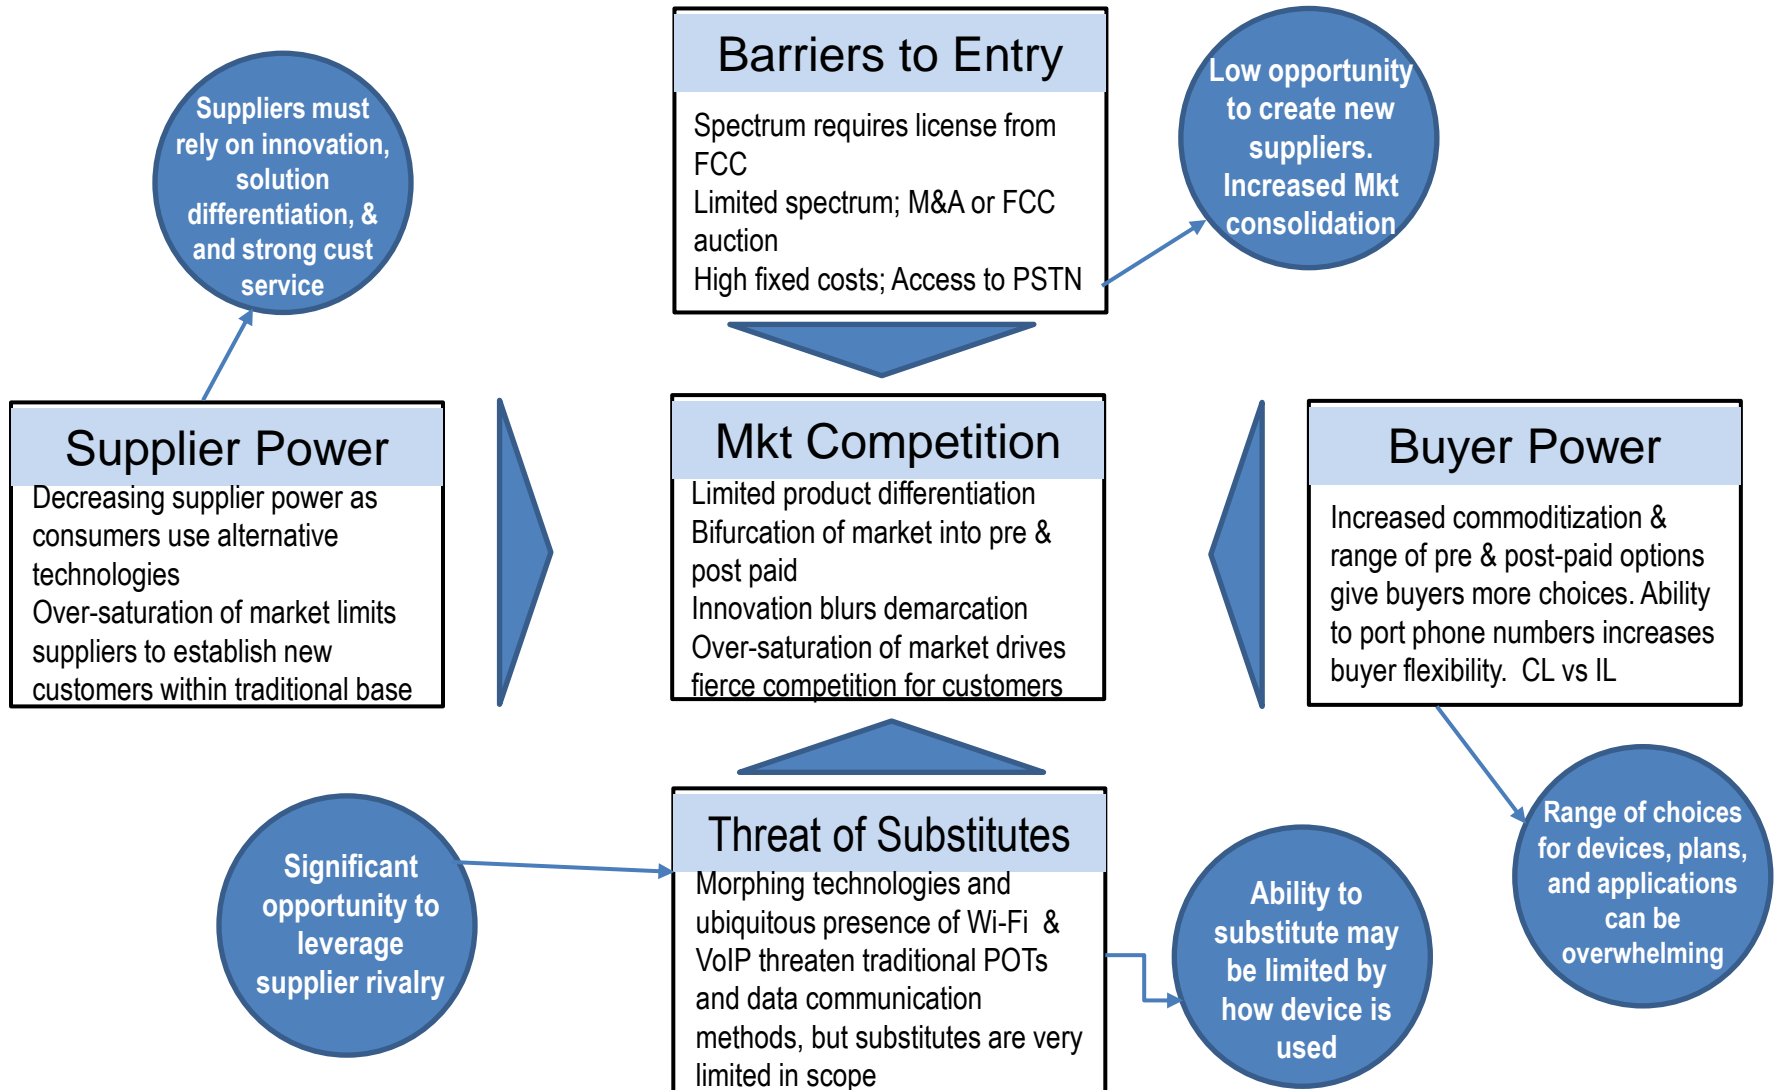 Barriers to Entry
Spectrum requires license from
FCC
Limited spectrum; M&A or FCC
auction
High fixed costs; Access to PSTN
Low opportunity
to create new
suppliers.
Increased Mkt
consolidation
Suppliers must
rely on innovation,
solution
differentiation, &
and strong cust
service
Supplier Power
Decreasing supplier power as
consumers use alternative
technologies
Over-saturation of market limits
suppliers to establish new
customers within traditional base
Mkt Competition
Limited product differentiation
Bifurcation of market into pre &
post paid
Innovation blurs demarcation
Over-saturation of market drives
fierce competition for customers
Buyer Power
Increased commoditization &
range of pre & post-paid options
give buyers more choices. Ability
to port phone numbers increases
buyer flexibility.  CL vs IL
Significant
opportunity to
leverage
supplier rivalry
Threat of Substitutes
Morphing technologies and
ubiquitous presence of Wi-Fi  &
VoIP threaten traditional POTs
and data communication
methods, but substitutes are very
limited in scope
Ability to
substitute may
be limited by
how device is
used
Range of choices
for devices, plans,
and applications
can be
overwhelming